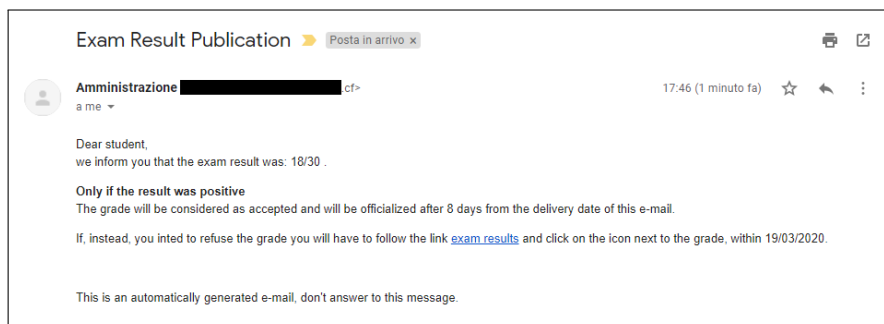 Exam Result Publication Posta in arrivo ×
Amministrazione .cf> 17:46 (1 minuto fa)
a me
Dear student,
we inform you that the exam result was: 18/30 .
Only if the result was positive
The grade will be considered as accepted and will be officialized after 8 days from the delivery date of this e-mail.
If, instead, you inted to refuse the grade you will have to follow the link exam results and click on the icon next to the grade, within 19/03/2020.
This is an automatically generated e-mail, don't answer to this message.